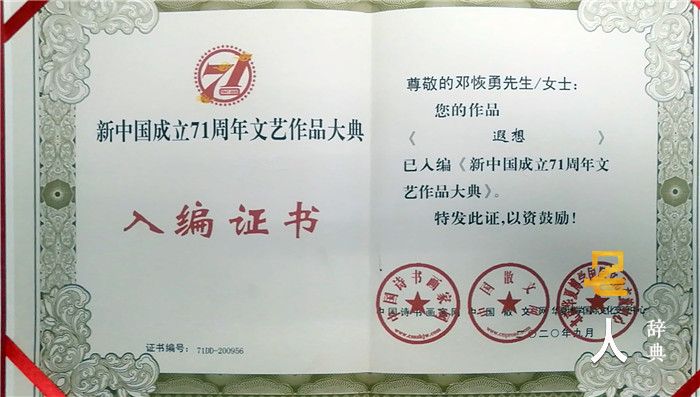 71
新中国成立71周年文艺作品大典
入编证书
证书编号: 71DD-200956
尊敬的邓恢勇先生/女士:
您的作品
《 遐想 》
已入编《新中国成立71周年文
艺作品大典》。
特发此证,以资鼓励!
中国诗书画家网
中国散文网
二〇二〇年九月
人
辞典